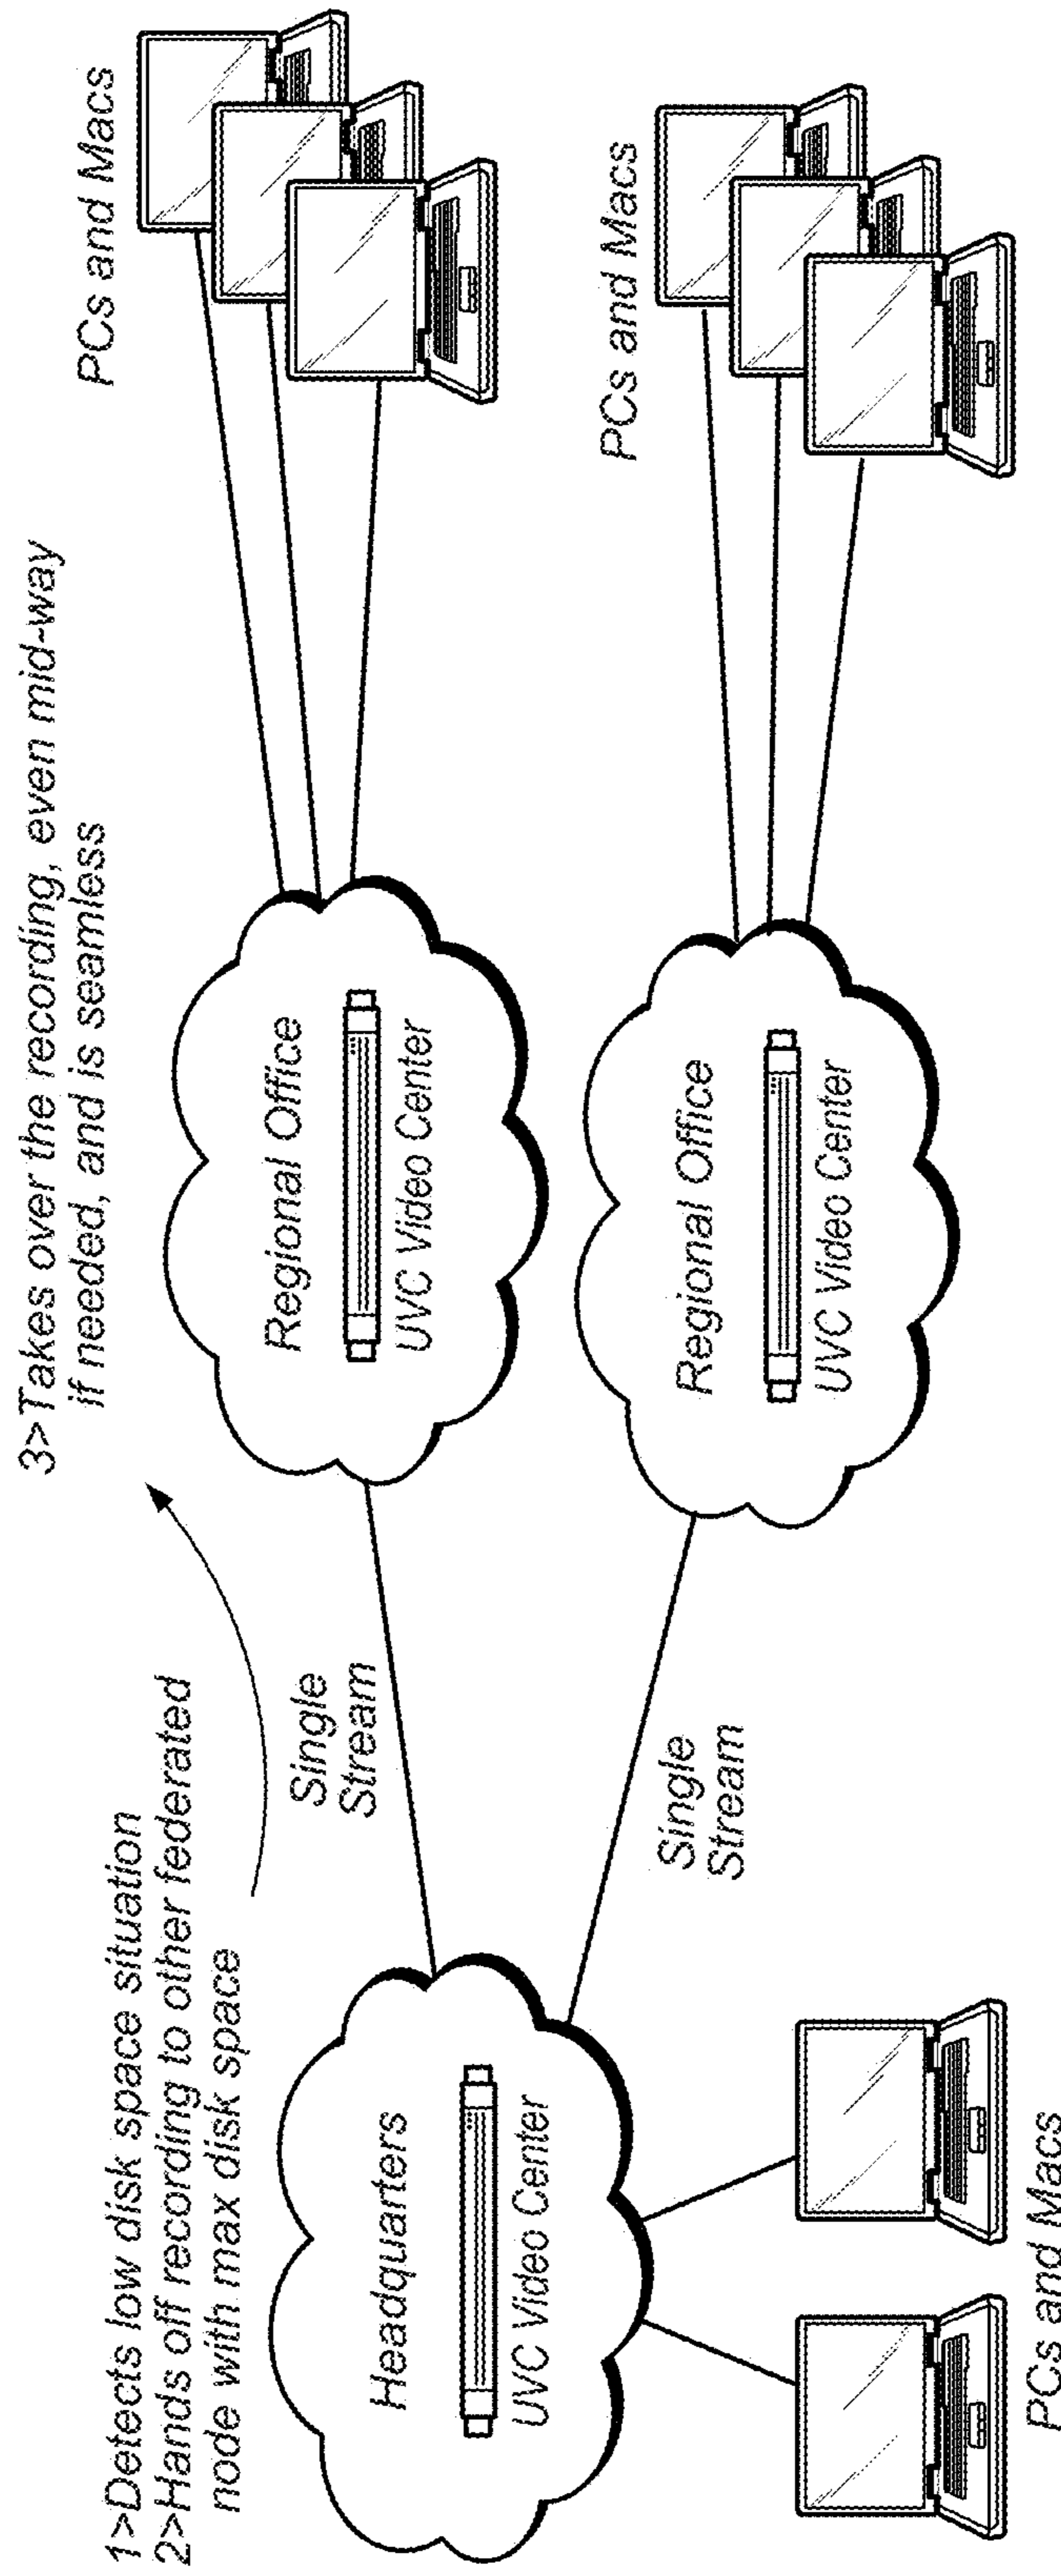 1>Detects low disk space situation
2>Hands off recording to other federated
node with max disk space
3>Takes over the recording, even mid-way
if needed, and is seamless
Headquarters
UVC Video Center
PCs and Macs
Single
Stream
Single
Stream
Regional Office
UVC Video Center
Regional Office
UVC Video Center
PCs and Macs
PCs and Macs